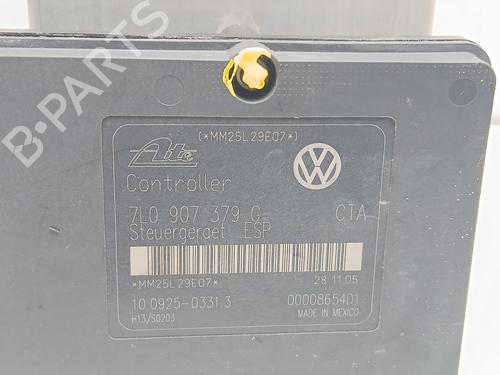 B-PARTS
(*MM25L29E07*)
Ate
Controller
7L0 907 379 G CTA
Steuergeraet ESP
*MM25L29E07* 28.11.05
10.0925-0331.3 00008654D1
H13/S0203 MADE IN MEXICO